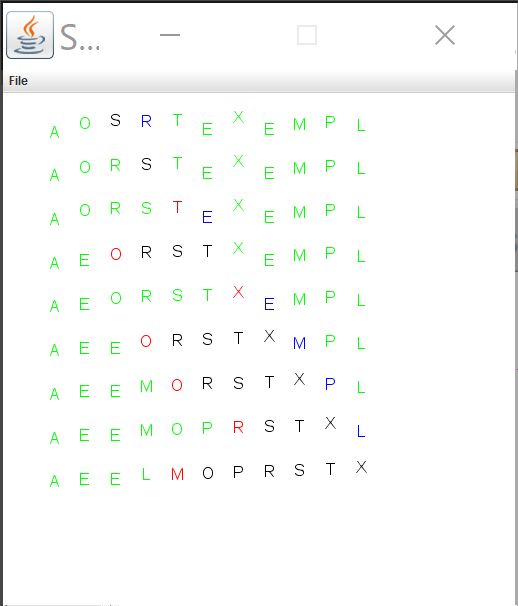 S...
File
A O S R T E X E M P L
A O R S T E X E M P L
A O R S T E X E M P L
A E O R S T X E M P L
A E O R S T X E M P L
A E E O R S T X M P L
A E E M O R S T X P L
A E E M O P R S T X L
A E E L M O P R S T X